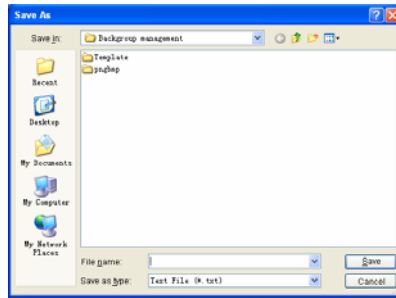 Save As
Save in:
Backgroup management
Template
pngbmp
Recent
Desktop
My Documents
My Computer
My Network
Places
File name:
Save
Save as type:
Text File (*.txt)
Cancel